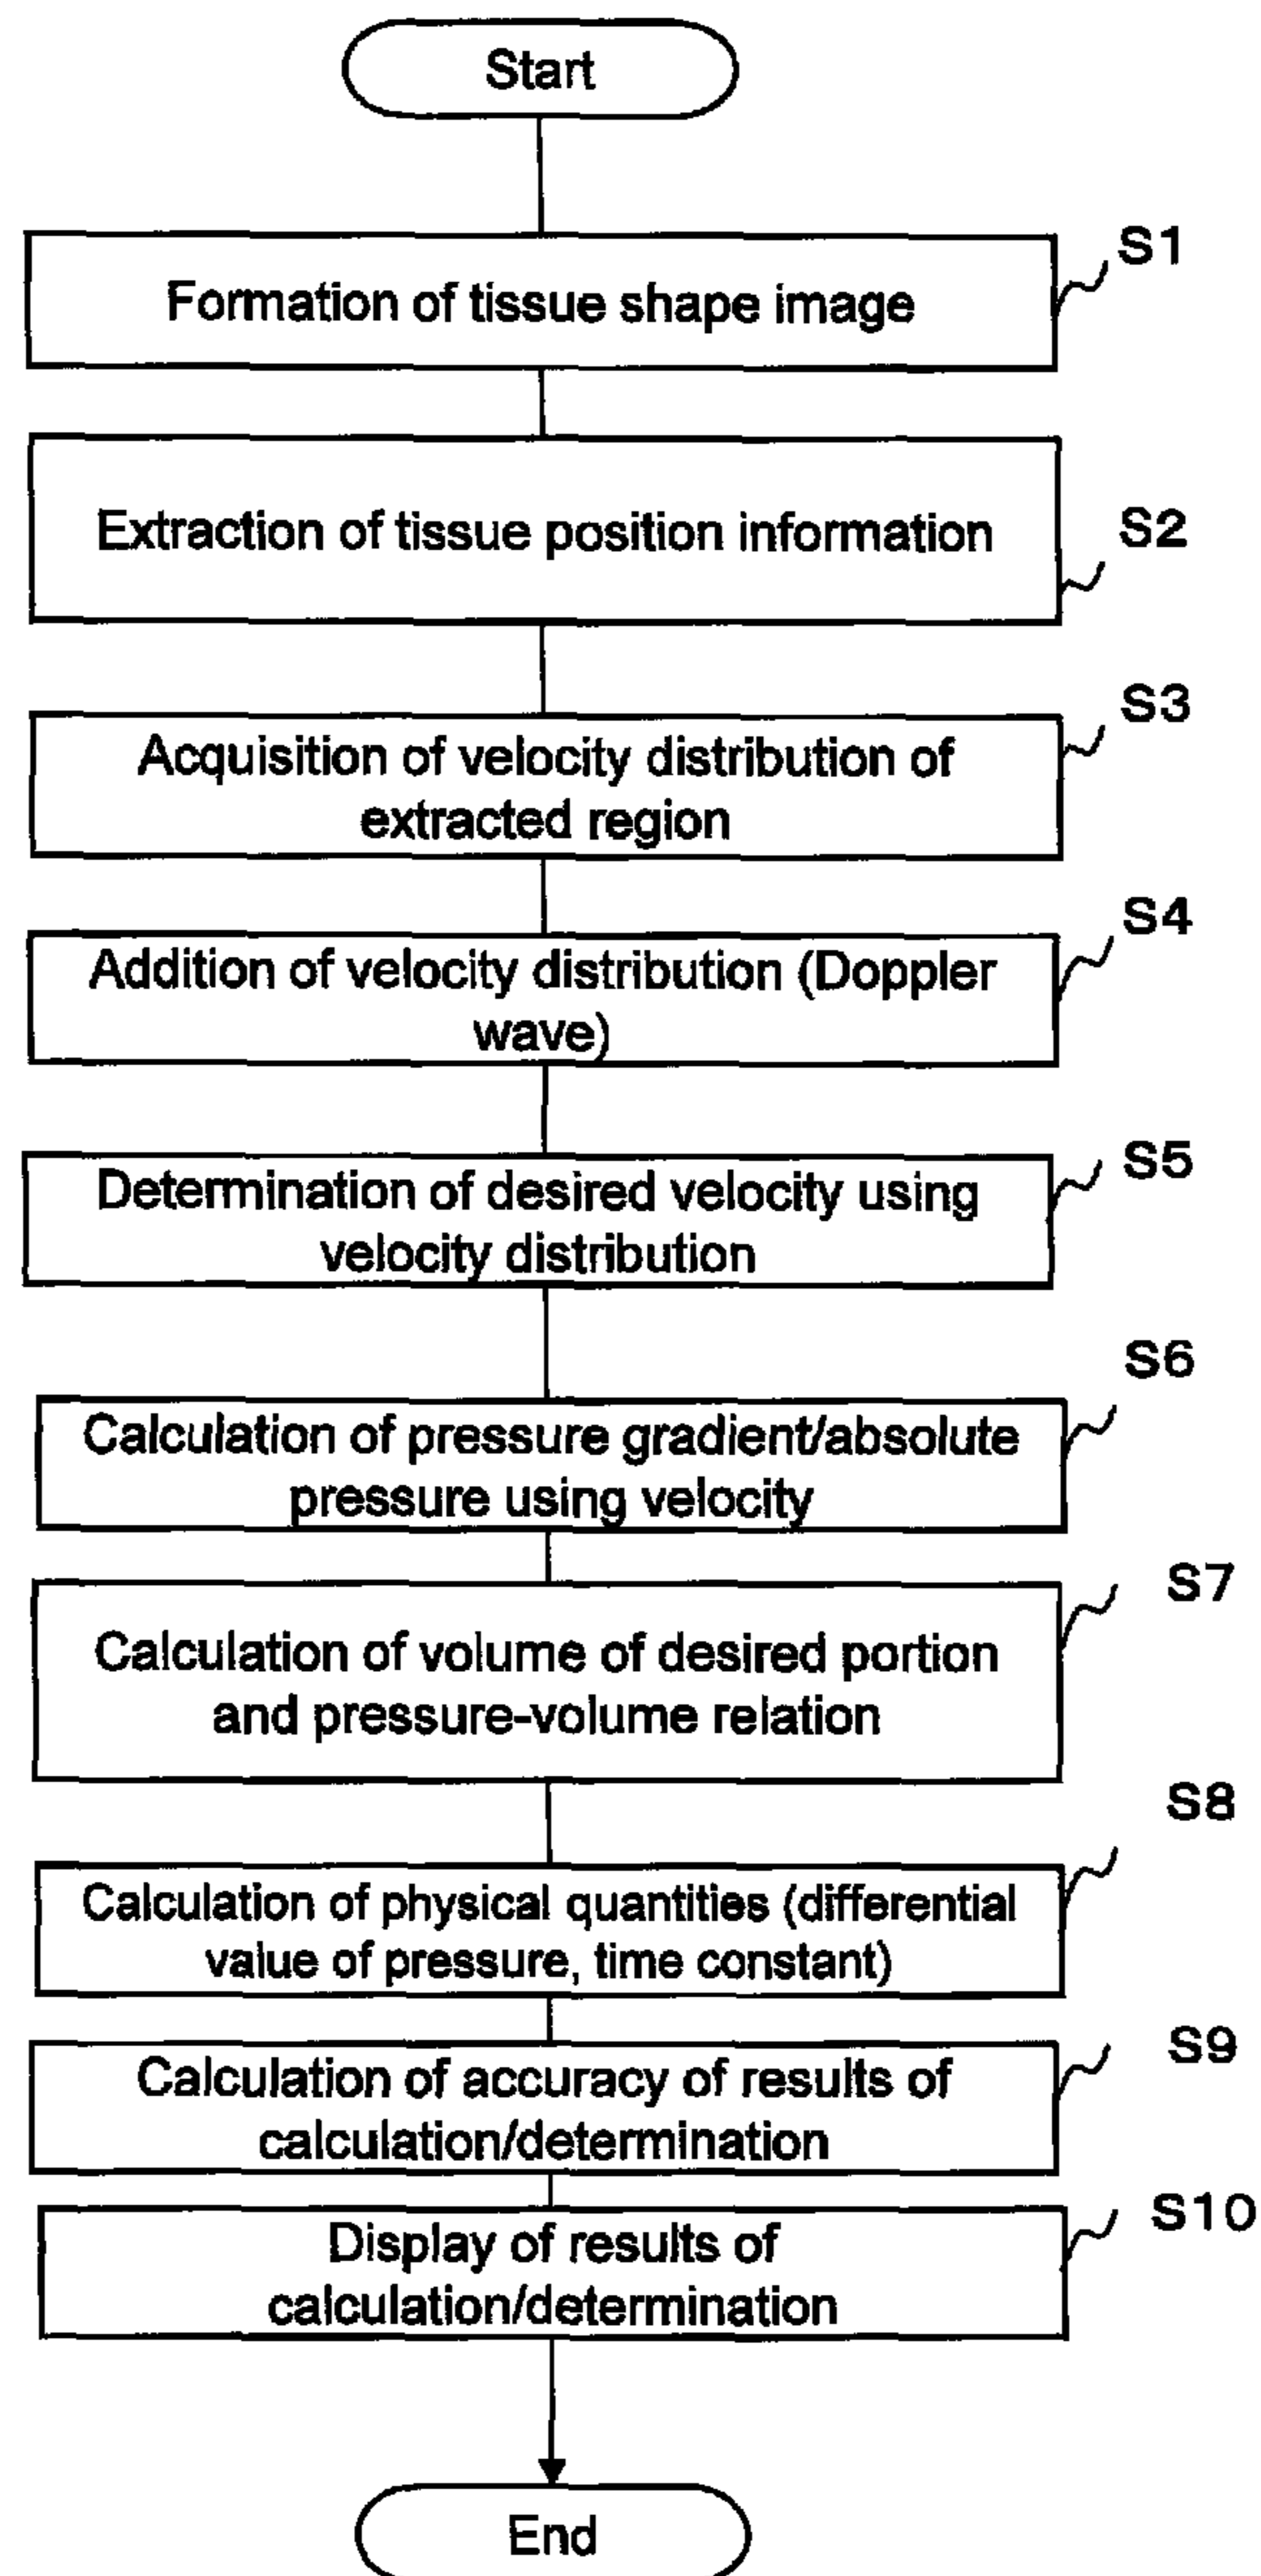 Start
S1
Formation of tissue shape image
Extraction of tissue position information
S2
S3
Acquisition of velocity distribution of
extracted region
S4
Addition of velocity distribution (Doppler
wave)
S5
Determination of desired velocity using
velocity distribution
S6
Calculation of pressure gradient/absolute
pressure using velocity
S7
Calculation of volume of desired portion
and pressure-volume relation
S8
Calculation of physical quantities (differential
value of pressure, time constant)
S9
Calculation of accuracy of results of
calculation/determination
S10
Display of results of
calculation/determination
End